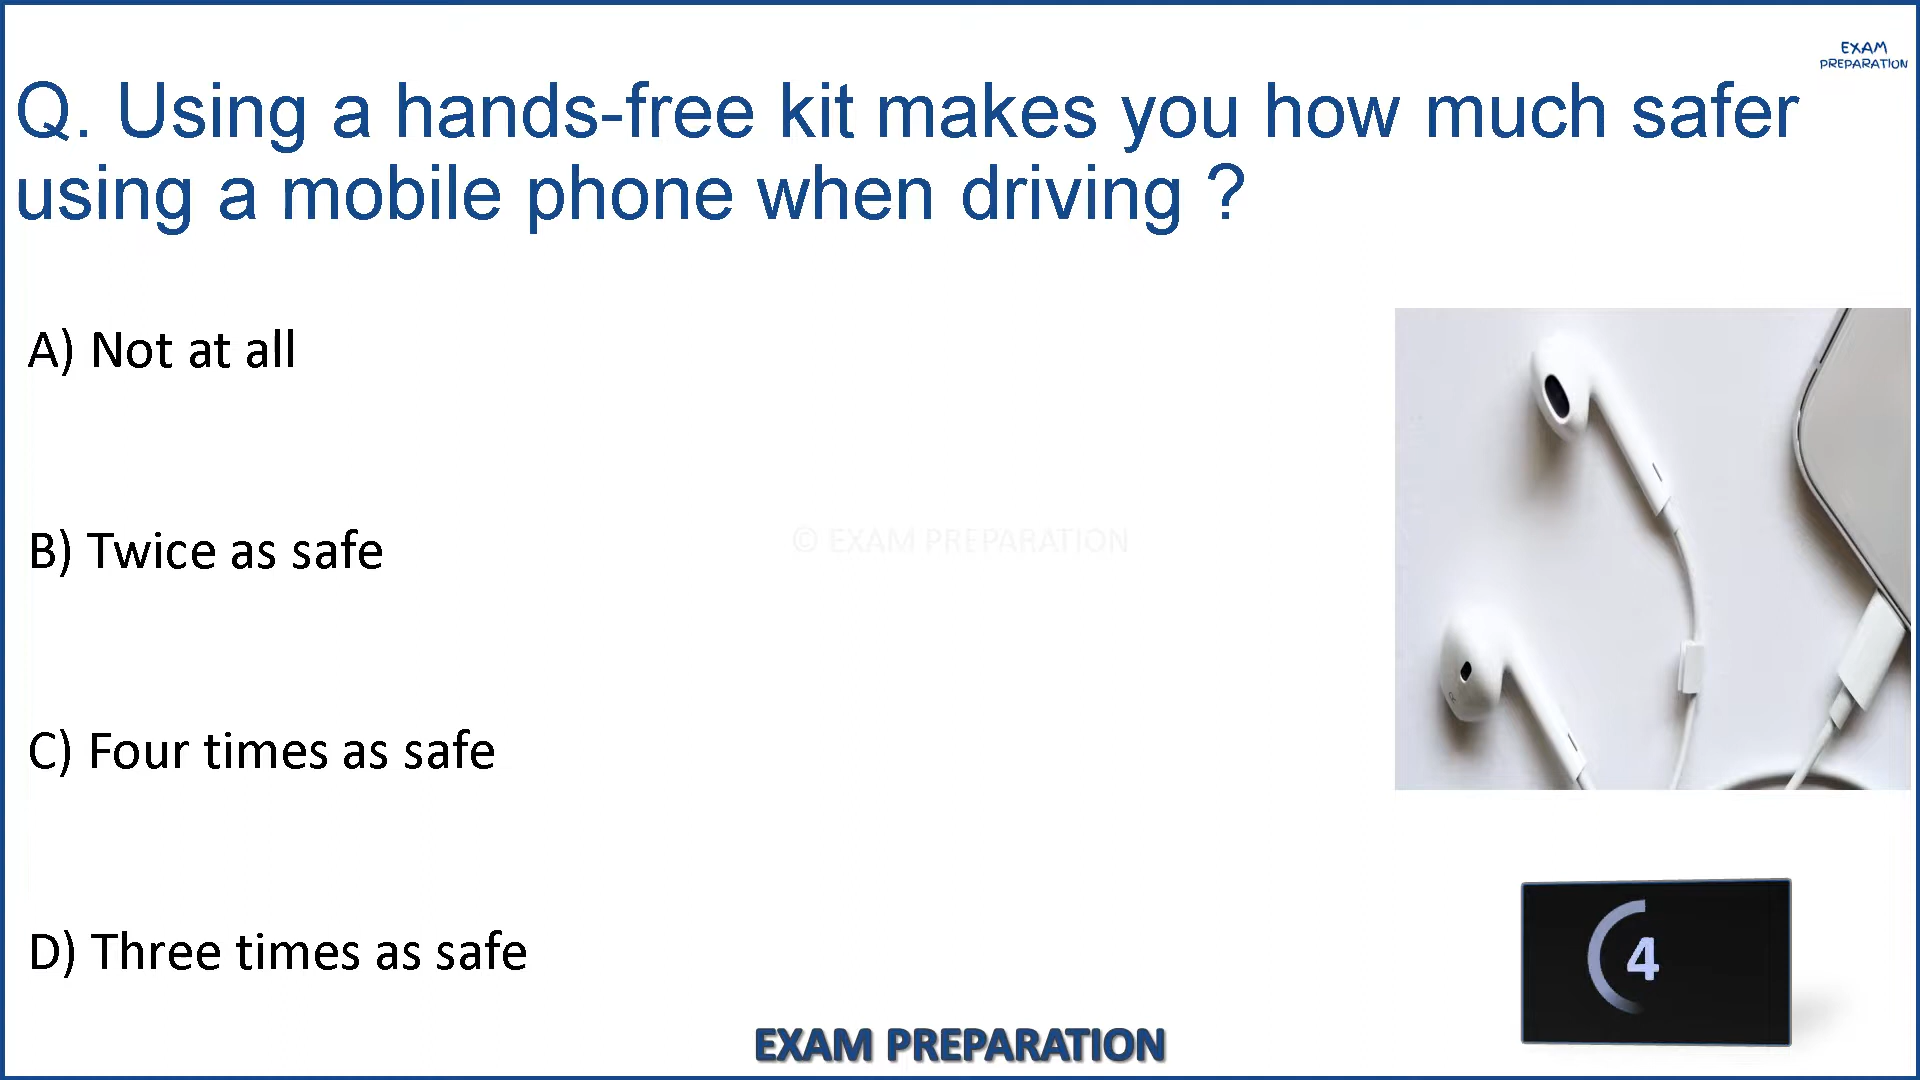 EXAM
PREPARATION
Q. Using a hands-free kit makes you how much safer
using a mobile phone when driving ?
A) Not at all
B) Twice as safe
© EXAM PREPARATION
C) Four times as safe
D) Three times as safe
4
EXAM PREPARATION